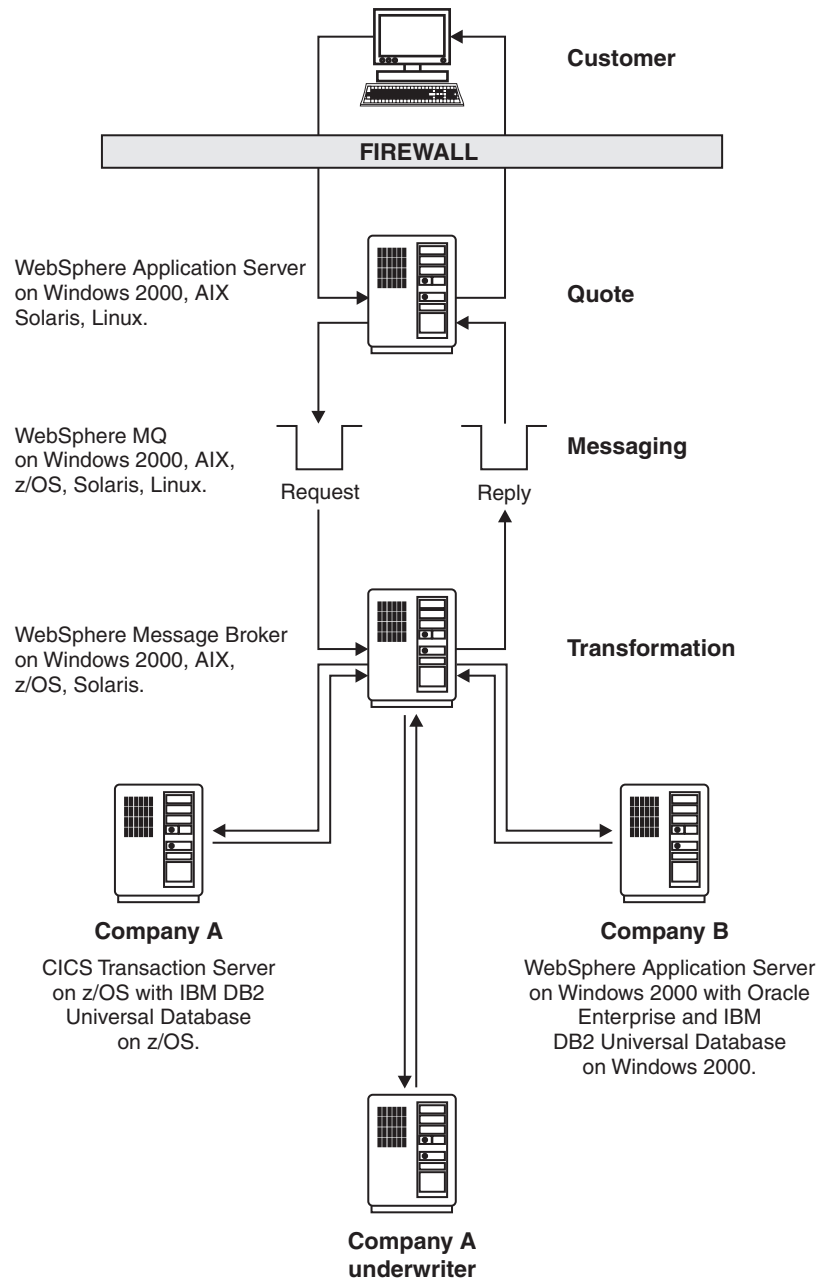 Customer
FIREWALL
WebSphere Application Server
on Windows 2000, AIX
Solaris, Linux.
Quote
WebSphere MQ
on Windows 2000, AIX,
z/OS, Solaris, Linux.
Request
Reply
Messaging
WebSphere Message Broker
on Windows 2000, AIX,
z/OS, Solaris.
Transformation
Company A
CICS Transaction Server
on z/OS with IBM DB2
Universal Database
on z/OS.
Company B
WebSphere Application Server
on Windows 2000 with Oracle
Enterprise and IBM
DB2 Universal Database
on Windows 2000.
Company A
underwriter